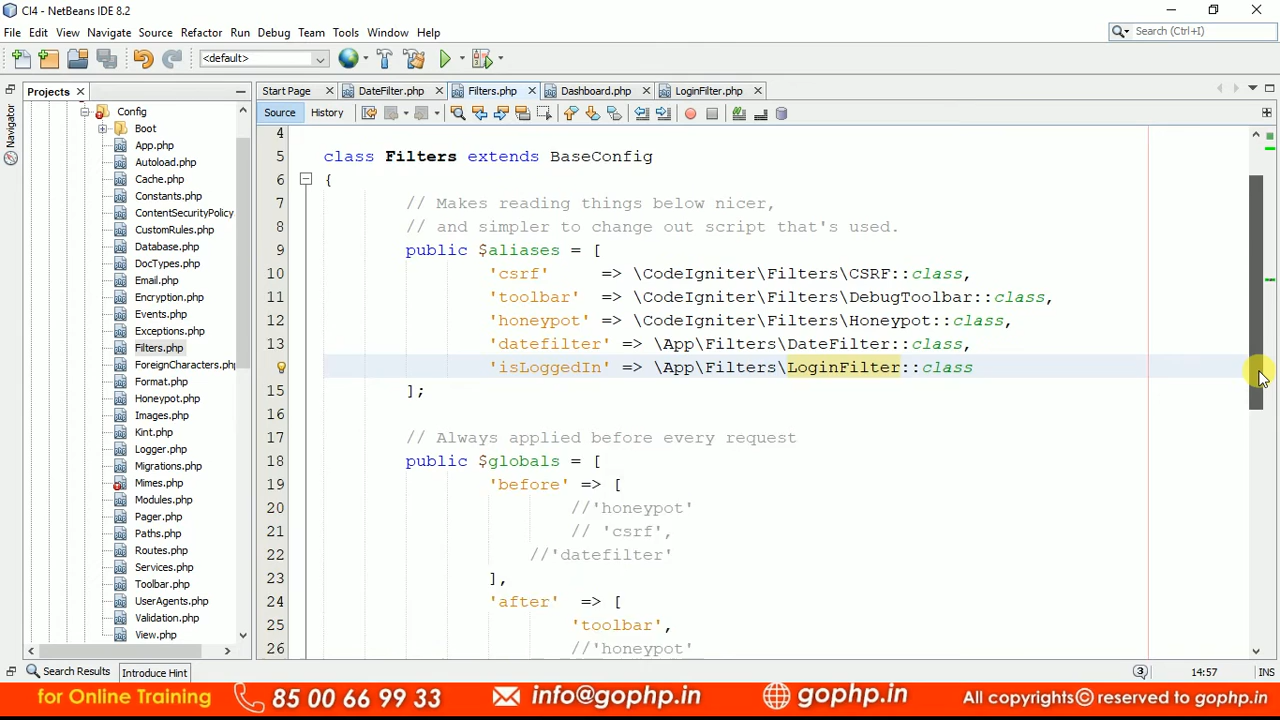 CI4 - NetBeans IDE 8.2
File Edit View Navigate Source Refactor Run Debug Team Tools Window Help
Search (Ctrl+I)
<default>
Projects
Start Page DateFilter.php Filters.php Dashboard.php LoginFilter.php
Navigator
Source History
Config
Boot
App.php
Autoload.php
Cache.php
Constants.php
ContentSecurityPolicy
CustomRules.php
Database.php
DocTypes.php
Email.php
Encryption.php
Events.php
Exceptions.php
Filters.php
ForeignCharacters.php
Format.php
Honeypot.php
Images.php
Kint.php
Logger.php
Migrations.php
Mimes.php
Modules.php
Pager.php
Paths.php
Routes.php
Services.php
Toolbar.php
UserAgents.php
Validation.php
View.php
4
5 class Filters extends BaseConfig
6 {
7 // Makes reading things below nicer,
8 // and simpler to change out script that's used.
9 public $aliases = [
10 'csrf' => \CodeIgniter\Filters\CSRF::class,
11 'toolbar' => \CodeIgniter\Filters\DebugToolbar::class,
12 'honeypot' => \CodeIgniter\Filters\Honeypot::class,
13 'datefilter' => \App\Filters\DateFilter::class,
'isLoggedIn' => \App\Filters\LoginFilter::class
15 ];
16
17 // Always applied before every request
18 public $globals = [
19 'before' => [
20 //'honeypot'
21 // 'csrf',
22 //'datefilter'
23 ],
24 'after' => [
25 'toolbar',
26 //'honeypot'
Search Results Introduce Hint
3 14:57 INS
for Online Training 85 00 66 99 33 info@gophp.in gophp.in All copyrights© reserved to gophp.in